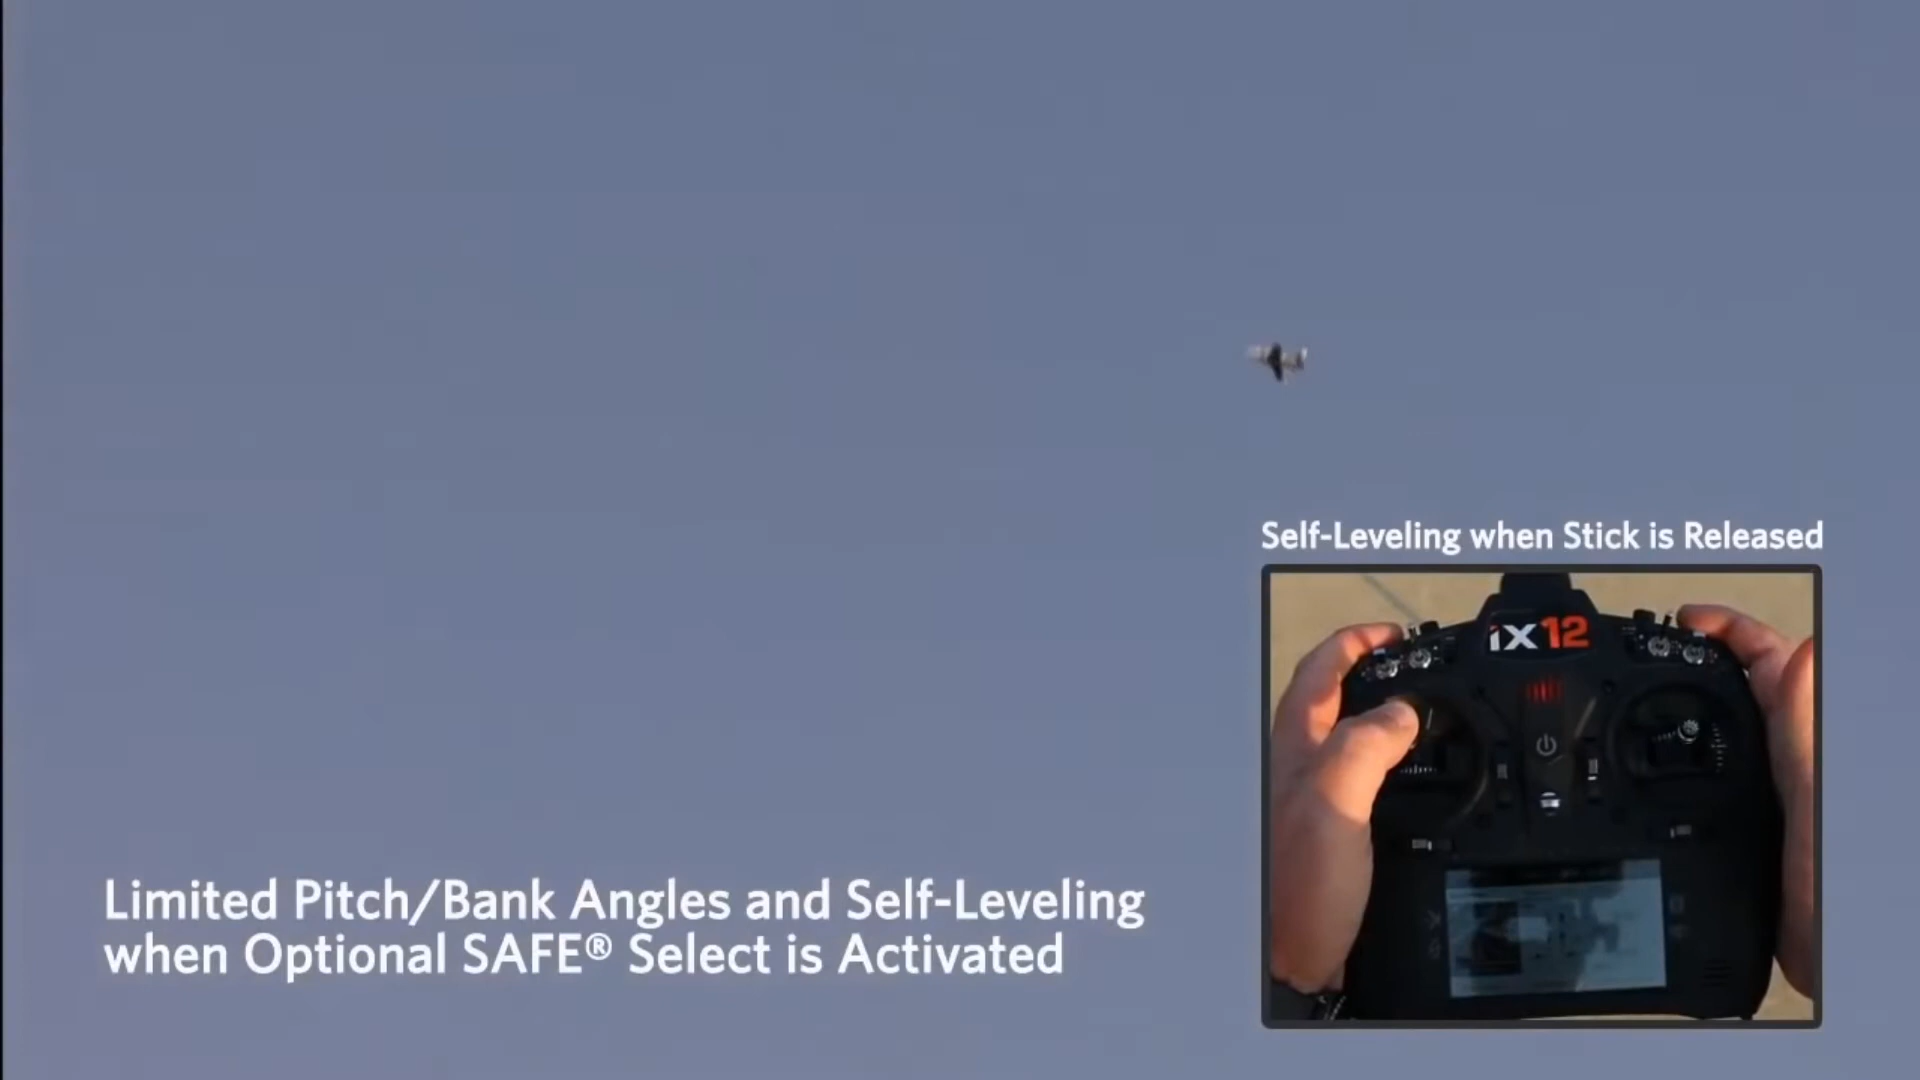 Self-Leveling when Stick is Released
iX12
Limited Pitch/Bank Angles and Self-Leveling
when Optional SAFE® Select is Activated